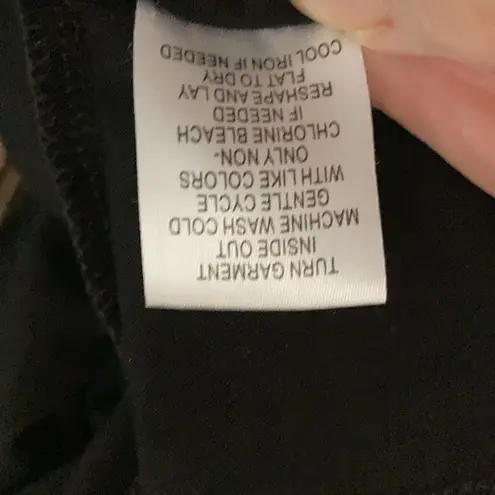 TURN GARMENT
INSIDE OUT
MACHINE WASH COLD
GENTLE CYCLE
WITH LIKE COLORS
ONLY NON-
CHLORINE BLEACH
IF NEEDED
RESHAPE AND LAY
FLAT TO DRY
COOL IRON IF NEEDED